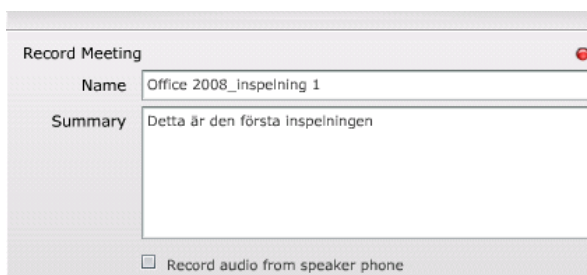 Record Meeting
Name Office 2008_inspelning 1
Summary Detta är den första inspelningen
Record audio from speaker phone